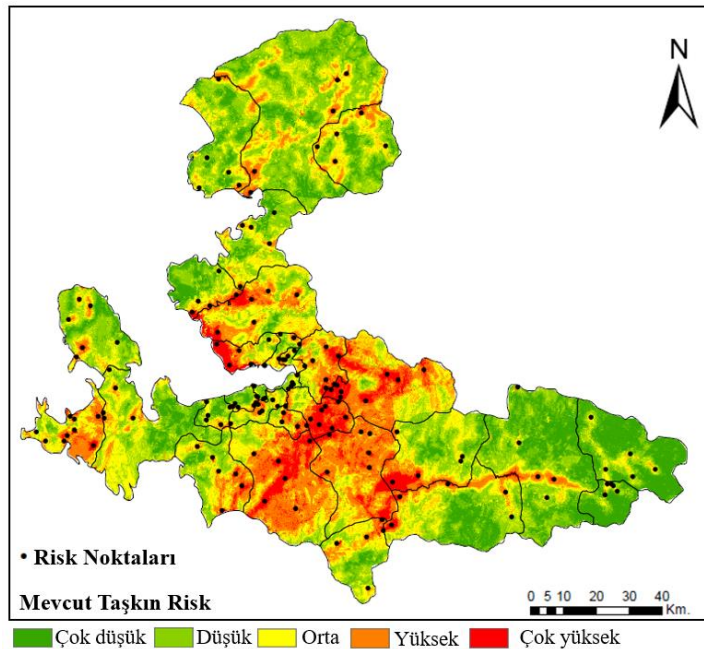 N
• Risk Noktaları
Mevcut Taşkın Risk
0 5 10 20 30 40
Km.
Çok düşük Düşük Orta Yüksek Çok yüksek